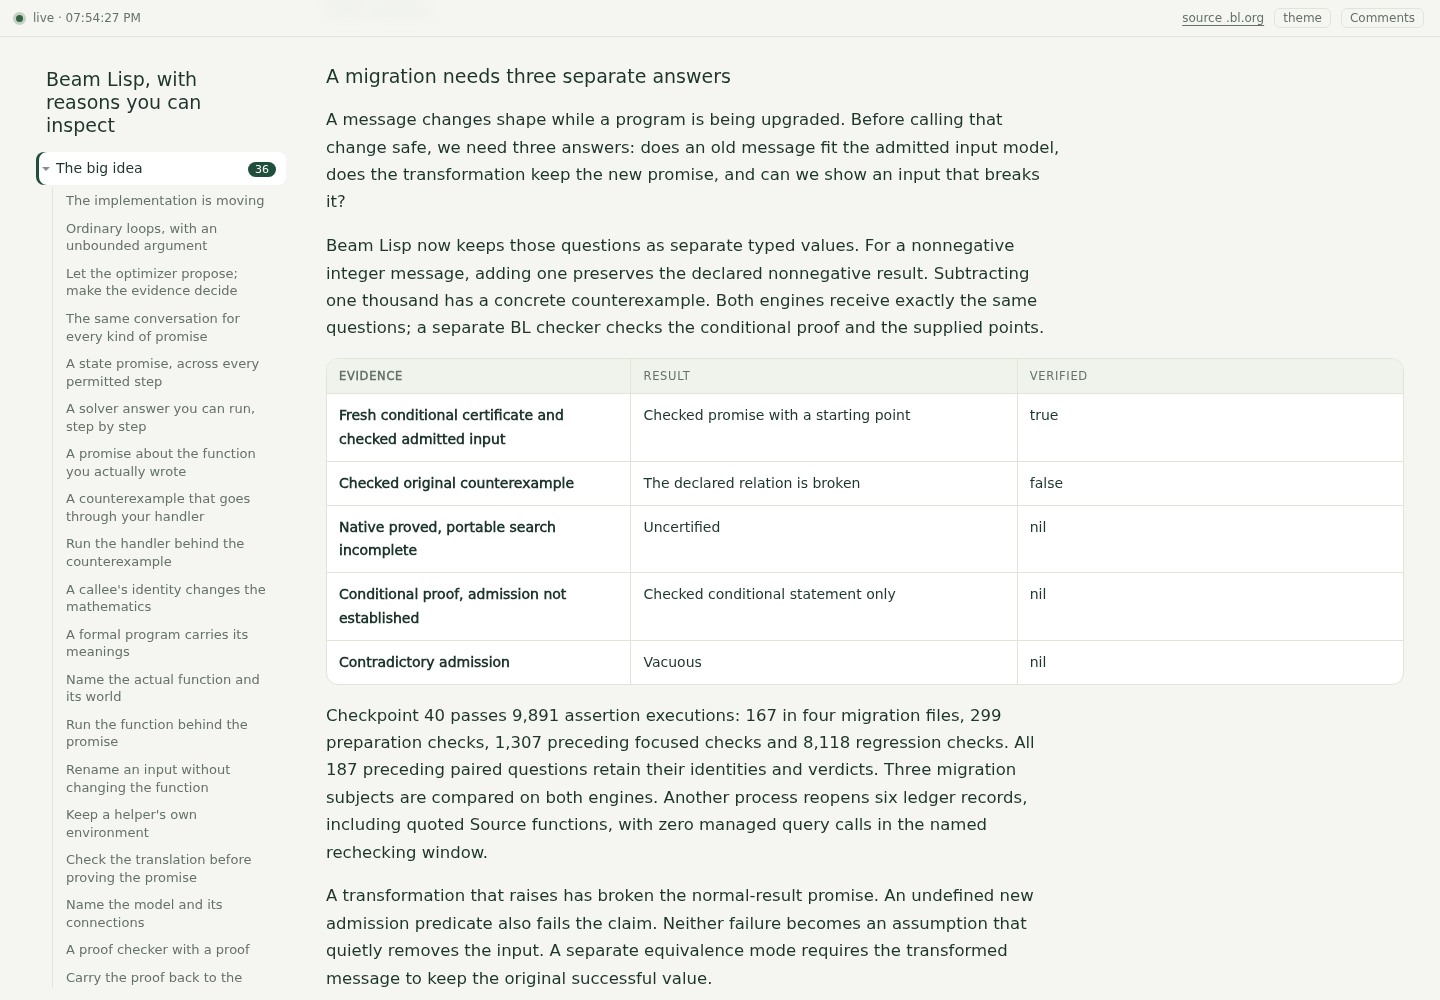 live · 07:54:27 PM
source .bl.org
theme
Comments
Beam Lisp, with
reasons you can
inspect
The big idea
36
The implementation is moving
Ordinary loops, with an
unbounded argument
Let the optimizer propose;
make the evidence decide
The same conversation for
every kind of promise
A state promise, across every
permitted step
A solver answer you can run,
step by step
A promise about the function
you actually wrote
A counterexample that goes
through your handler
Run the handler behind the
counterexample
A callee's identity changes the
mathematics
A formal program carries its
meanings
Name the actual function and
its world
Run the function behind the
promise
Rename an input without
changing the function
Keep a helper's own
environment
Check the translation before
proving the promise
Name the model and its
connections
A proof checker with a proof
Carry the proof back to the
A migration needs three separate answers
A message changes shape while a program is being upgraded. Before calling that
change safe, we need three answers: does an old message fit the admitted input model,
does the transformation keep the new promise, and can we show an input that breaks
it?
Beam Lisp now keeps those questions as separate typed values. For a nonnegative
integer message, adding one preserves the declared nonnegative result. Subtracting
one thousand has a concrete counterexample. Both engines receive exactly the same
questions; a separate BL checker checks the conditional proof and the supplied points.
EVIDENCE
RESULT
VERIFIED
Fresh conditional certificate and
checked admitted input
Checked promise with a starting point
true
Checked original counterexample
The declared relation is broken
false
Native proved, portable search
incomplete
Uncertified
nil
Conditional proof, admission not
established
Checked conditional statement only
nil
Contradictory admission
Vacuous
nil
Checkpoint 40 passes 9,891 assertion executions: 167 in four migration files, 299
preparation checks, 1,307 preceding focused checks and 8,118 regression checks. All
187 preceding paired questions retain their identities and verdicts. Three migration
subjects are compared on both engines. Another process reopens six ledger records,
including quoted Source functions, with zero managed query calls in the named
rechecking window.
A transformation that raises has broken the normal-result promise. An undefined new
admission predicate also fails the claim. Neither failure becomes an assumption that
quietly removes the input. A separate equivalence mode requires the transformed
message to keep the original successful value.